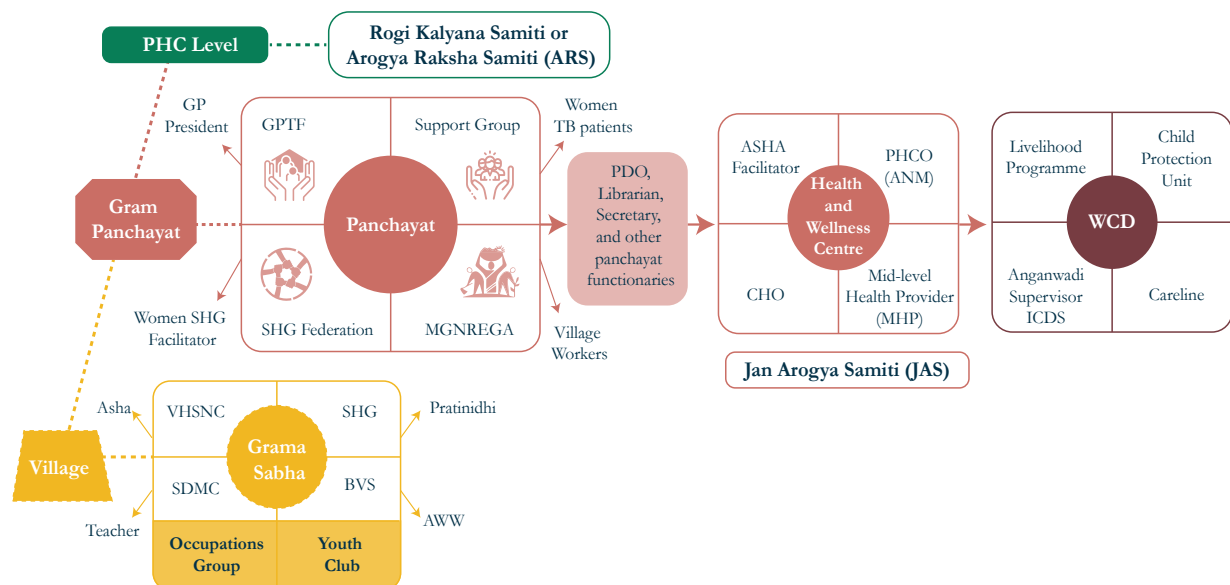 PHC Level
Rogi Kalyana Samiti or
Arogya Raksha Samiti (ARS)
Gram
Panchayat
GP
President
GPTF
Support Group
Women
TB patients
Panchayat
Women SHG
Facilitator
SHG Federation
MGNREGA
Village
Workers
PDO,
Librarian,
Secretary,
and other
panchayat
functionaries
ASHA
Facilitator
PHCO
(ANM)
Health
and
Wellness
Centre
CHO
Mid-level
Health Provider
(MHP)
Jan Arogya Samiti (JAS)
Livelihood
Programme
Child
Protection
Unit
WCD
Anganwadi
Supervisor
ICDS
Careline
Village
Asha
VHSNC
SHG
Pratinidhi
Grama
Sabha
SDMC
BVS
Teacher
AWW
Occupations
Group
Youth
Club